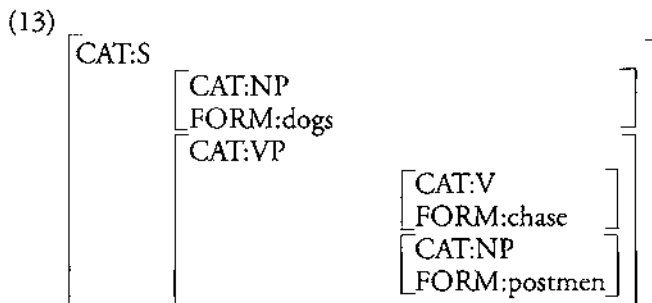 (13)
CAT:S
CAT:NP
FORM:dogs
CAT:VP
CAT:V
FORM:chase
CAT:NP
FORM:postmen